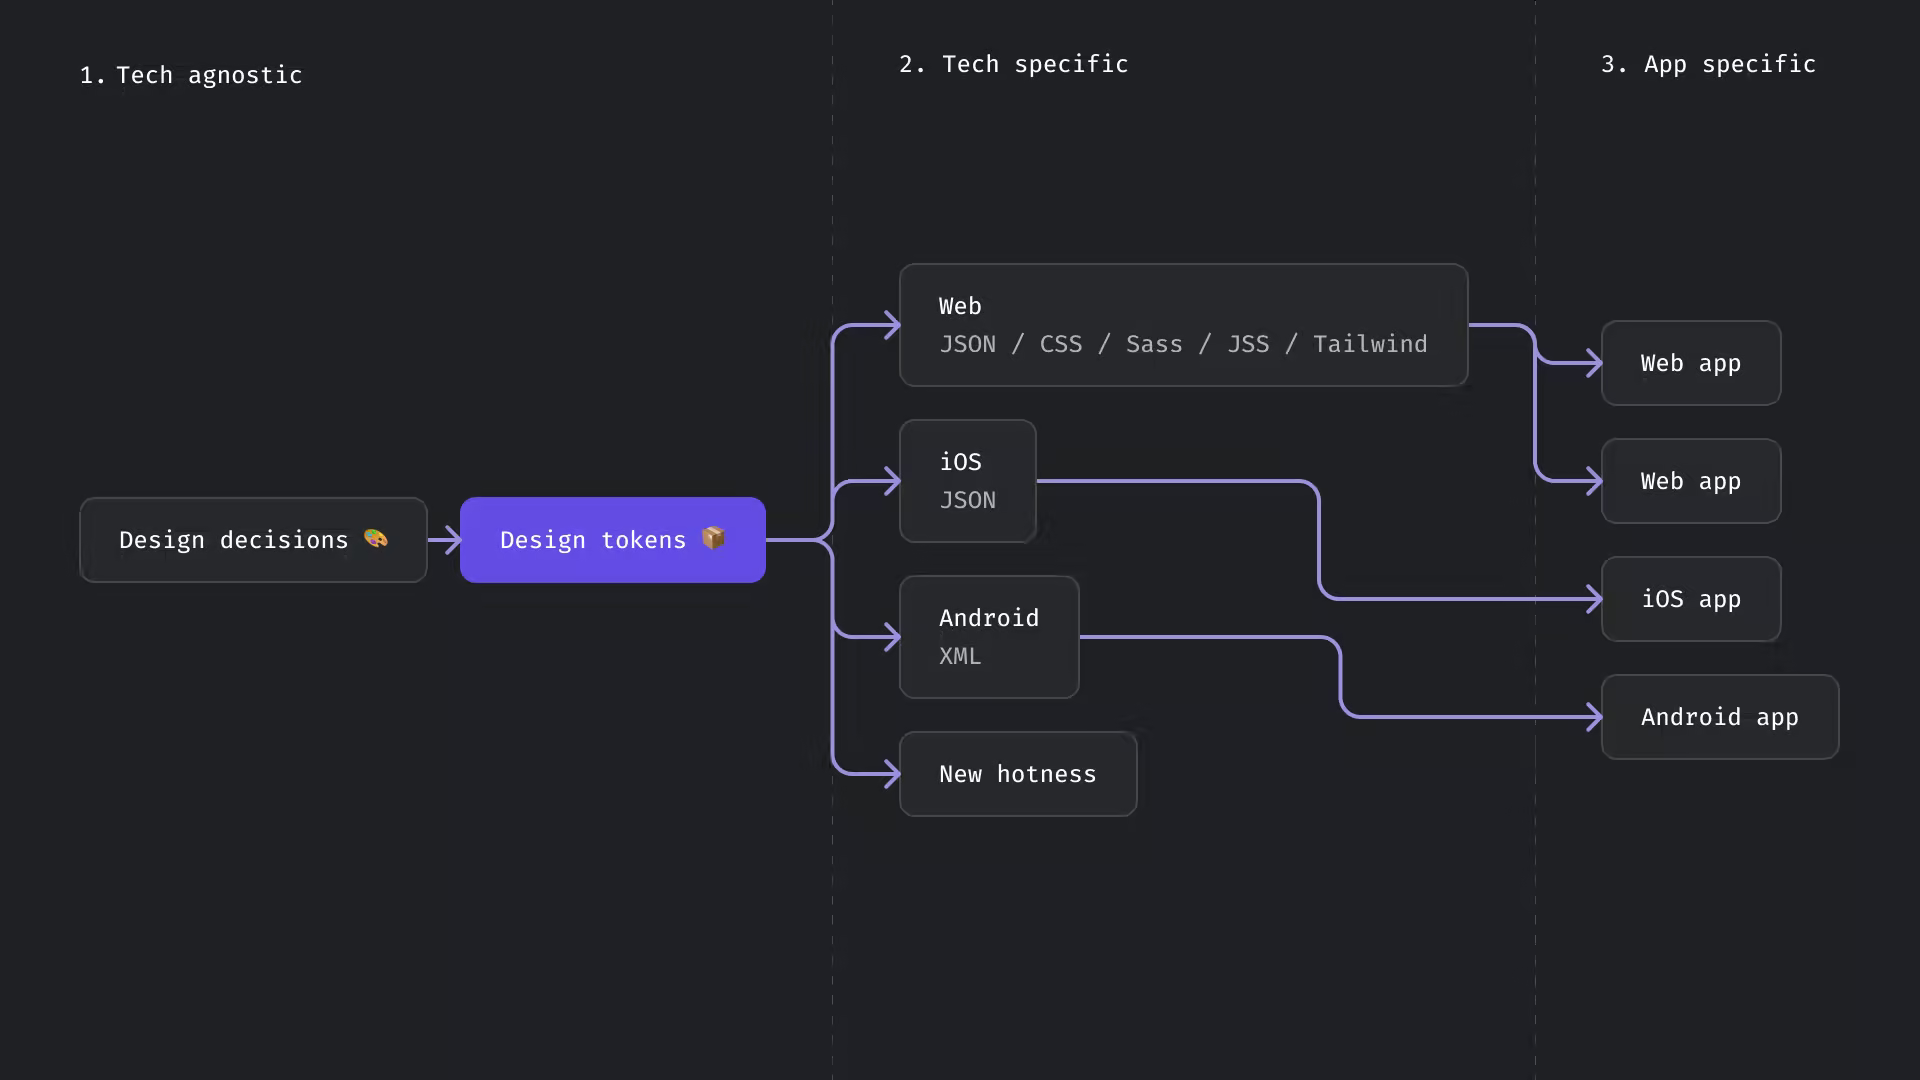 1. Tech agnostic
Design decisions 🎨
Design tokens 📦
2. Tech specific
Web
JSON / CSS / Sass / JSS / Tailwind
iOS
JSON
Android
XML
New hotness
3. App specific
Web app
Web app
iOS app
Android app